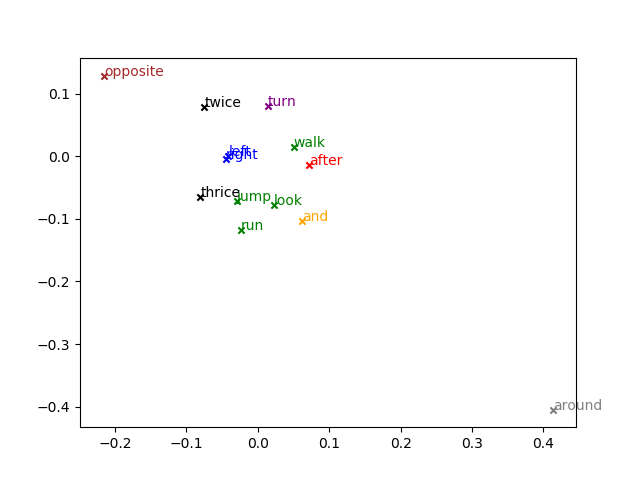 opposite
twice
turn
walk
left
right
after
thrice
jump
look
and
run
around
0.1
0.0
−0.1
−0.2
−0.3
−0.4
−0.2
−0.1
0.0
0.1
0.2
0.3
0.4